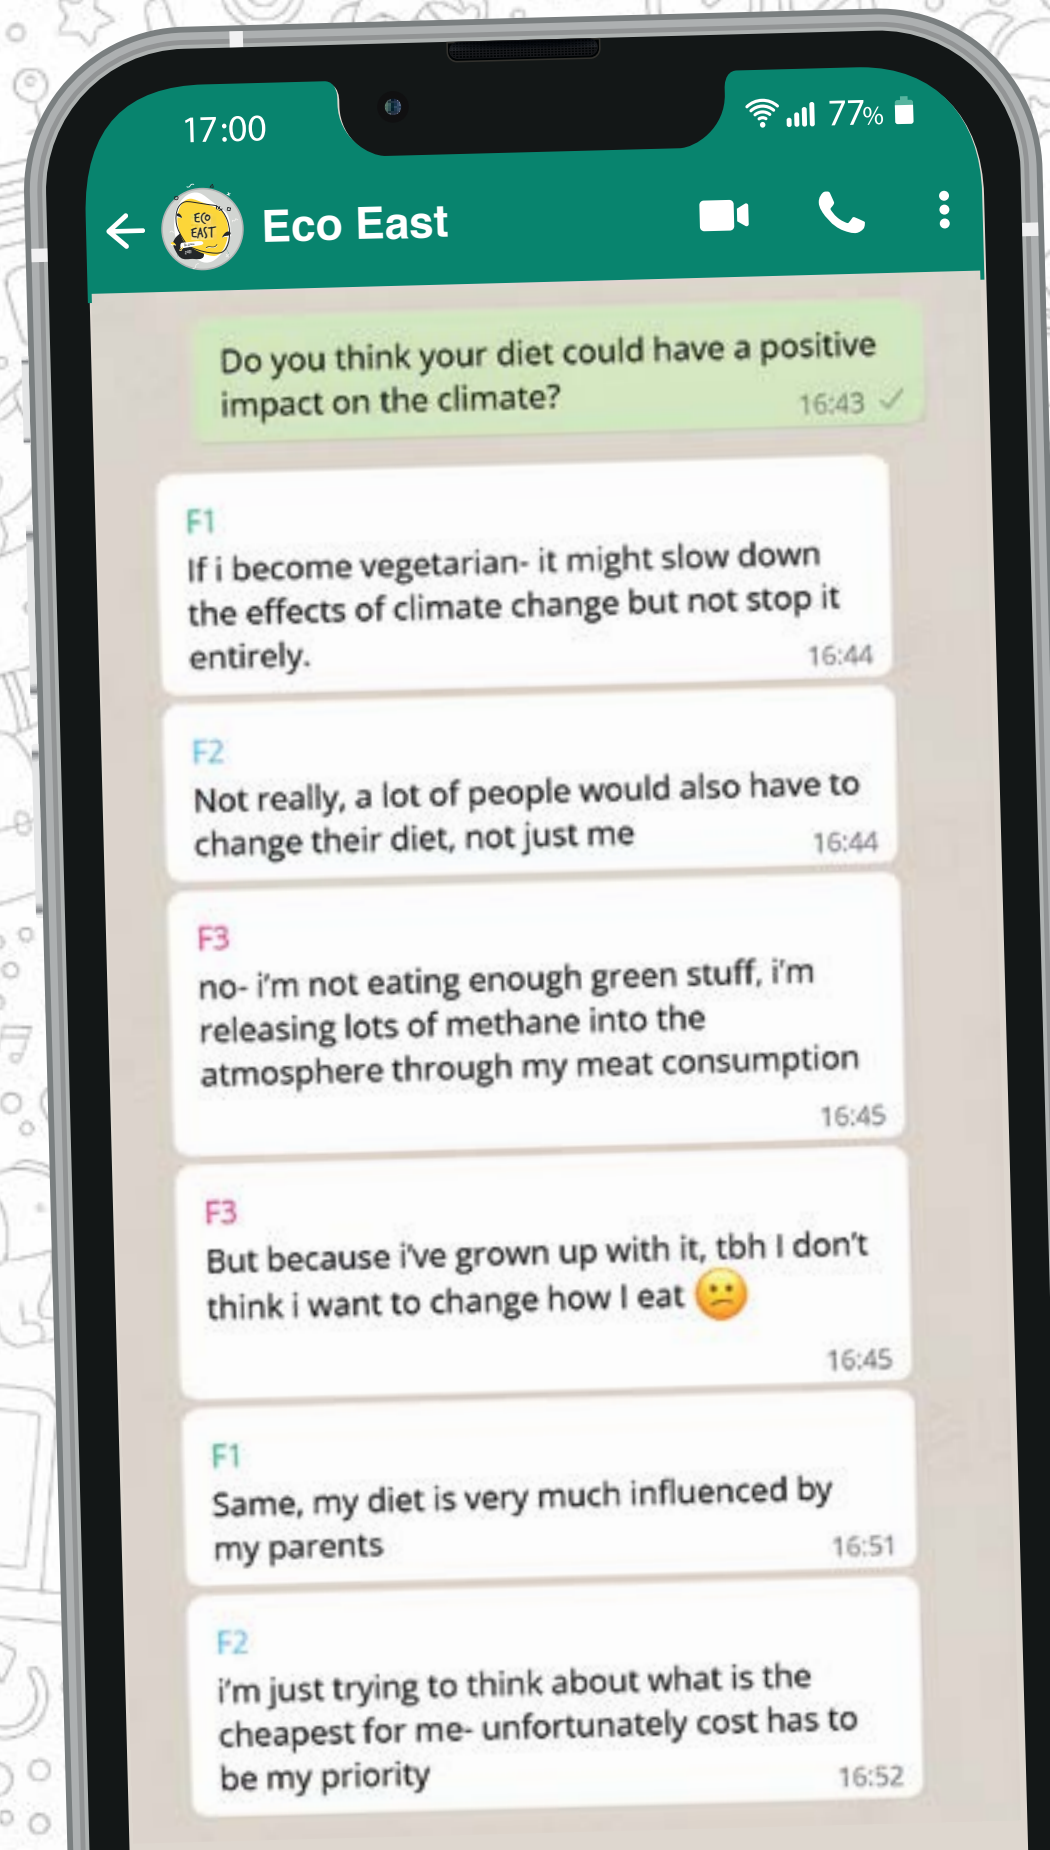 17:00
77%
ECO
EAST
Eco East
Do you think your diet could have a positive
impact on the climate?
16:43
F1
If i become vegetarian- it might slow down
the effects of climate change but not stop it
entirely.
16:44
F2
Not really, a lot of people would also have to
change their diet, not just me
16:44
F3
no- i'm not eating enough green stuff, i'm
releasing lots of methane into the
atmosphere through my meat consumption
16:45
F3
But because i've grown up with it, tbh I don't
think i want to change how I eat 😕
16:45
F1
Same, my diet is very much influenced by
my parents
16:51
F2
i'm just trying to think about what is the
cheapest for me- unfortunately cost has to
be my priority
16:52